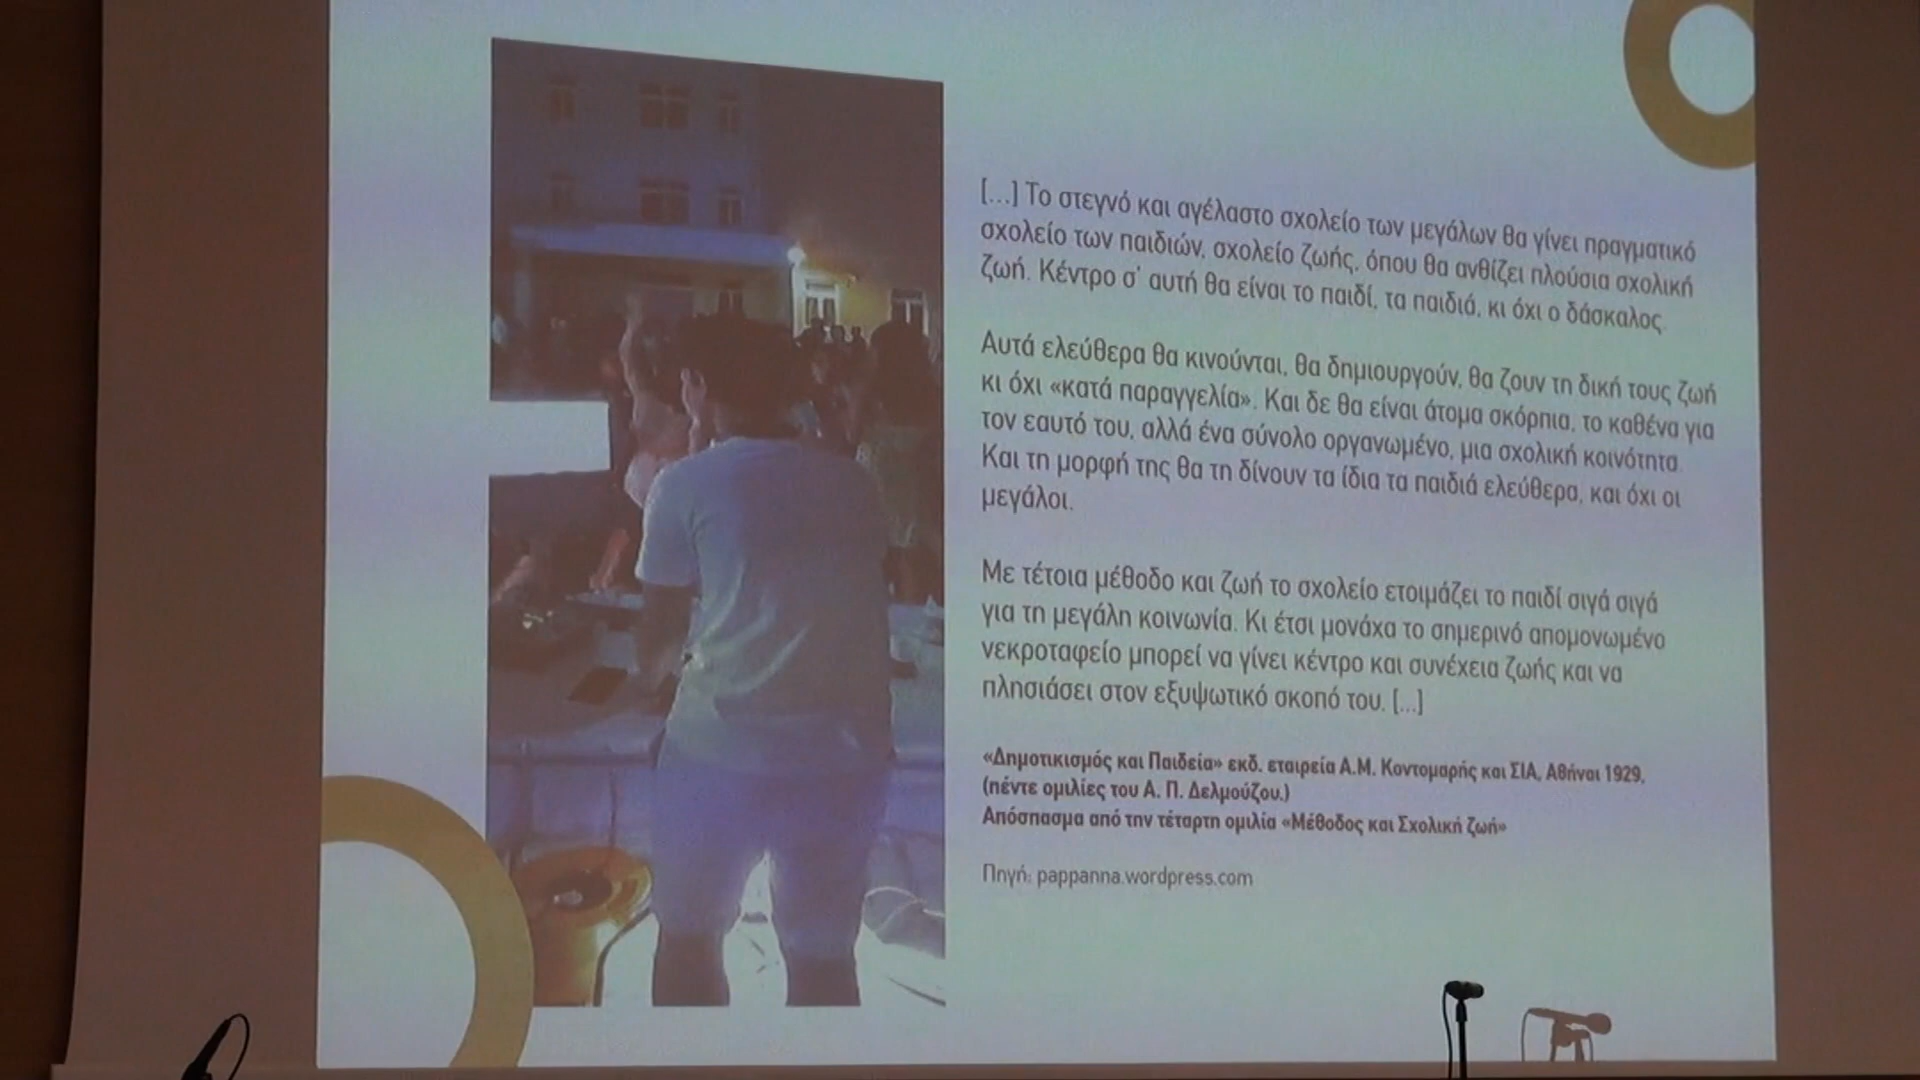 [...] Το στεγνό και αγέλαστο σχολείο των μεγάλων θα γίνει πραγματικό
σχολείο των παιδιών, σχολείο ζωής, όπου θα ανθίζει πλούσια σχολική
ζωή. Κέντρο σ' αυτή θα είναι το παιδί, τα παιδιά, κι όχι ο δάσκαλος.
Αυτά ελεύθερα θα κινούνται, θα δημιουργούν, θα ζουν τη δική τους ζωή
κι όχι «κατά παραγγελία». Και δε θα είναι άτομα σκόρπια, το καθένα για
τον εαυτό του, αλλά ένα σύνολο οργανωμένο, μια σχολική κοινότητα.
Και τη μορφή της θα τη δίνουν τα ίδια τα παιδιά ελεύθερα, και όχι οι
μεγάλοι.
Με τέτοια μέθοδο και ζωή το σχολείο ετοιμάζει το παιδί σιγά σιγά
για τη μεγάλη κοινωνία. Κι έτσι μονάχα το σημερινό απομονωμένο
νεκροταφείο μπορεί να γίνει κέντρο και συνέχεια ζωής και να
πλησιάσει στον εξυψωτικό σκοπό του. [...]
«Δημοτικισμός και Παιδεία» εκδ. εταιρεία Α.Μ. Κοντομαρής και ΣΙΑ, Αθήναι 1929,
(πέντε ομιλίες του Α. Π. Δελμούζου.)
Απόσπασμα από την τέταρτη ομιλία «Μέθοδος και Σχολική ζωή»
Πηγή: pappanna.wordpress.com